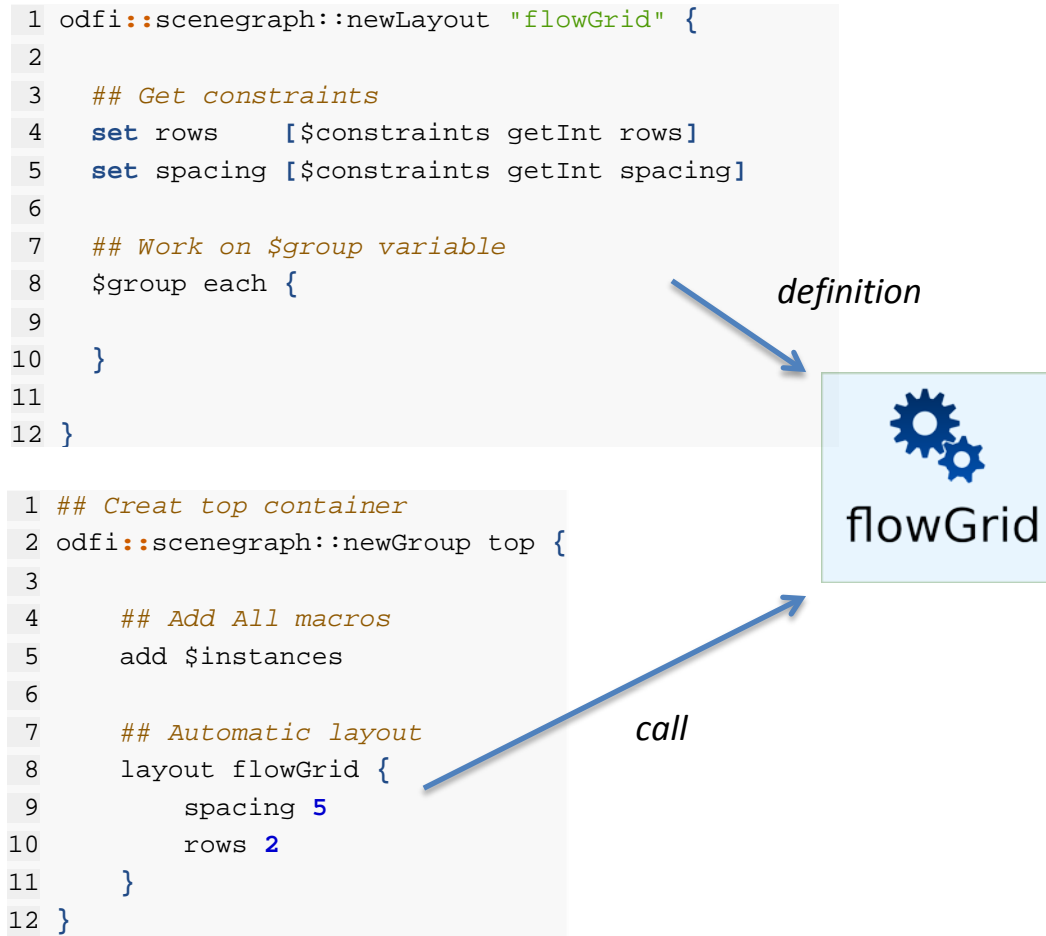 1 odfi::scenegraph::newLayout "flowGrid" {
2
3 ## Get constraints
4 set rows [$constraints getInt rows]
5 set spacing [$constraints getInt spacing]
6
7 ## Work on $group variable
8 $group each {
9
10 }
11
12 }
definition
flowGrid
1 ## Creat top container
2 odfi::scenegraph::newGroup top {
3
4 ## Add All macros
5 add $instances
6
7 ## Automatic layout
8 layout flowGrid {
9 spacing 5
10 rows 2
11 }
12 }
call